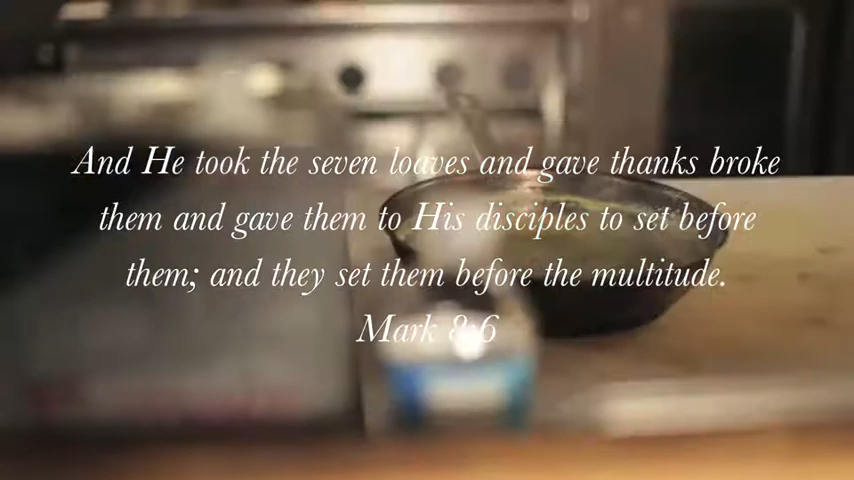 And He took the seven loaves and gave thanks broke
them and gave them to His disciples to set before
them; and they set them before the multitude.
Mark 8:6